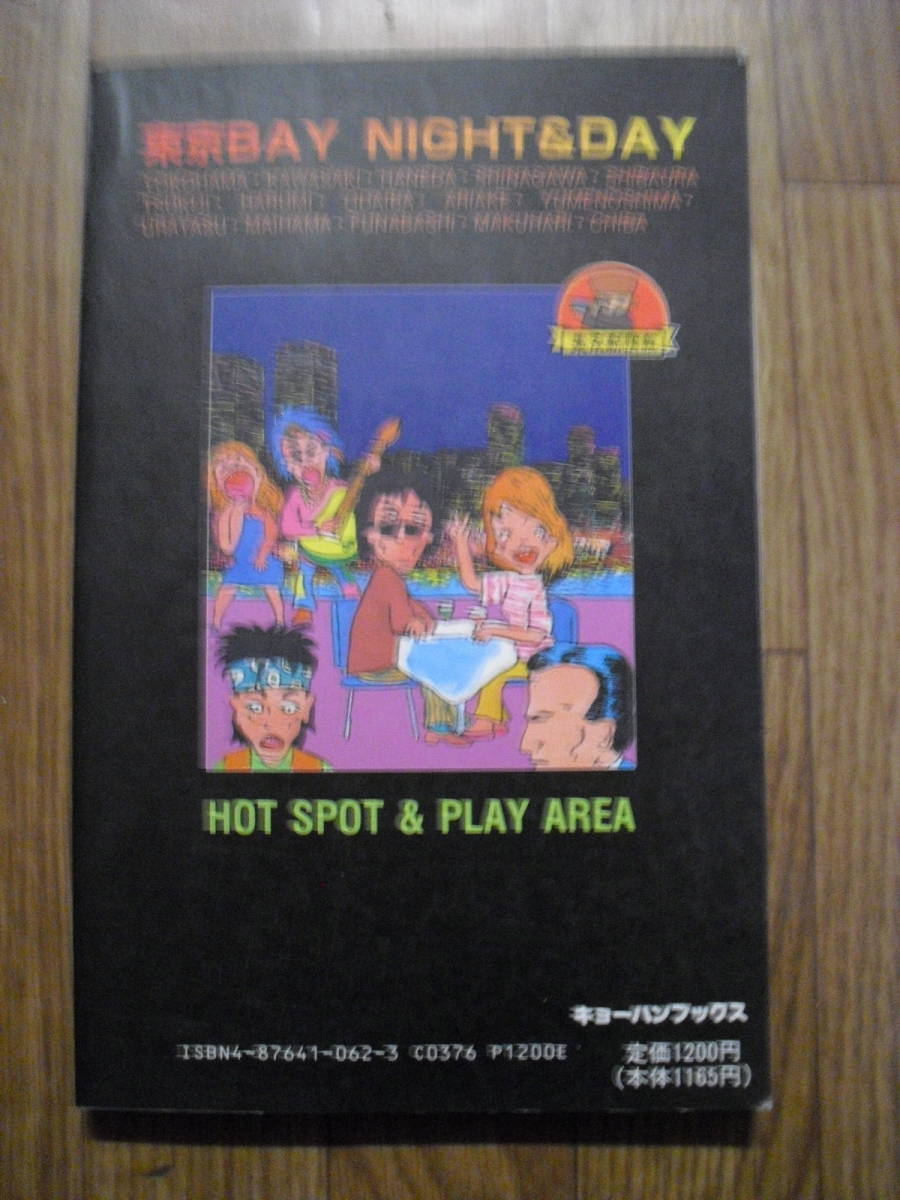 東京BAY NIGHT&DAY
YOKOHAMA・KAWASAKI・HANEDA・SHINAGAWA・SHIBAURA
TSUKIJI・HARUMI・ODAIBA・ARIAKE・YUMENOSHIMA・
URAYASU・MAIHAMA・FUNABASHI・MAKUHARI・CHIBA
HOT SPOT & PLAY AREA
キョーハンブックス
ISBN4-87641-062-3 C0376 P1200E
定価1200円
(本体1165円)